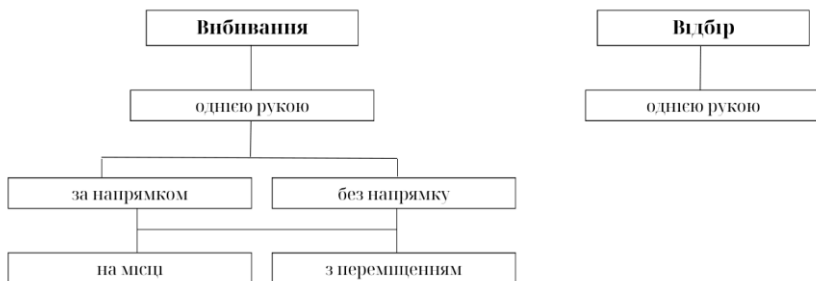 Вибивання
Відбір
однією рукою
однією рукою
за напрямком
без напрямку
на місці
з переміщенням